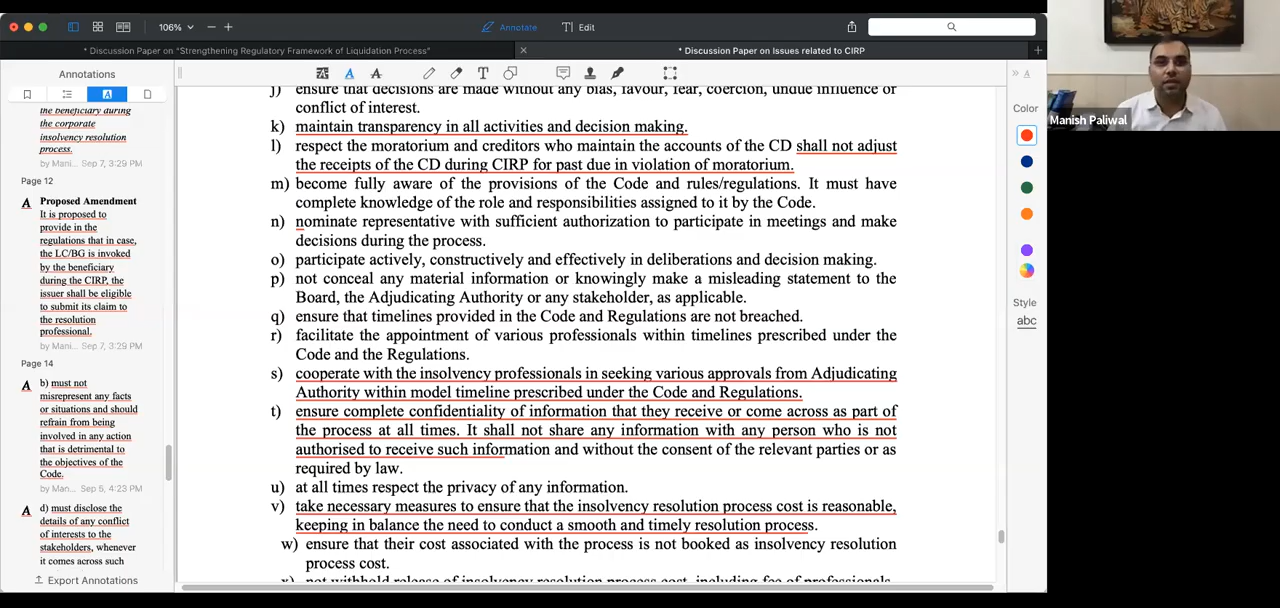 106%
Annotate
Edit
* Discussion Paper on "Strengthening Regulatory Framework of Liquidation Process"
* Discussion Paper on Issues related to CIRP
Annotations
the beneficiary during
the corporate
insolvency resolution
process.
by Mani... Sep 7, 3:29 PM
Page 12
Proposed Amendment
It is proposed to
provide in the
regulations that in case,
the LC/BG is invoked
by the beneficiary
during the CIRP, the
issuer shall be eligible
to submit its claim to
the resolution
professional.
by Mani... Sep 7, 3:29 PM
Page 14
b) must not
misrepresent any facts
or situations and should
refrain from being
involved in any action
that is detrimental to
the objectives of the
Code.
by Man... Sep 5, 4:23 PM
d) must disclose the
details of any conflict
of interests to the
stakeholders, whenever
it comes across such
Export Annotations
j) ensure that decisions are made without any bias, favour, fear, coercion, undue influence or
conflict of interest.
k) maintain transparency in all activities and decision making.
l) respect the moratorium and creditors who maintain the accounts of the CD shall not adjust
the receipts of the CD during CIRP for past due in violation of moratorium.
m) become fully aware of the provisions of the Code and rules/regulations. It must have
complete knowledge of the role and responsibilities assigned to it by the Code.
n) nominate representative with sufficient authorization to participate in meetings and make
decisions during the process.
o) participate actively, constructively and effectively in deliberations and decision making.
p) not conceal any material information or knowingly make a misleading statement to the
Board, the Adjudicating Authority or any stakeholder, as applicable.
q) ensure that timelines provided in the Code and Regulations are not breached.
r) facilitate the appointment of various professionals within timelines prescribed under the
Code and the Regulations.
s) cooperate with the insolvency professionals in seeking various approvals from Adjudicating
Authority within model timeline prescribed under the Code and Regulations.
t) ensure complete confidentiality of information that they receive or come across as part of
the process at all times. It shall not share any information with any person who is not
authorised to receive such information and without the consent of the relevant parties or as
required by law.
u) at all times respect the privacy of any information.
v) take necessary measures to ensure that the insolvency resolution process cost is reasonable,
keeping in balance the need to conduct a smooth and timely resolution process.
w) ensure that their cost associated with the process is not booked as insolvency resolution
process cost.
x) not withhold release of insolvency resolution process cost, including fee of professionals,
Color
Style
abc
Manish Paliwal